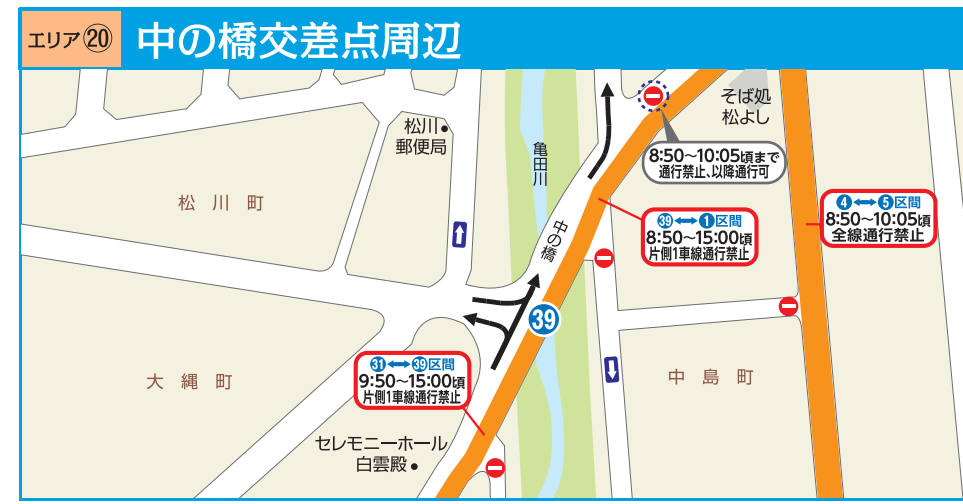 エリア⑳ 中の橋交差点周辺
そば処
松よし
松川
郵便局
亀田川
8:50～10:05頃まで
通行禁止、以降通行可
松川町
④⟷⑤区間
8:50～10:05頃
全線通行禁止
㊴⟷①区間
8:50～15:00頃
片側1車線通行禁止
中の橋
39
㉛⟷㊴区間
9:50～15:00頃
片側1車線通行禁止
大縄町
中島町
セレモニーホール
白雲殿